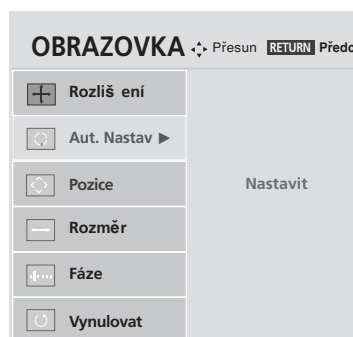 OBRAZOVKA Přesun RETURN
Rozliš ení
Aut. Nastav ►
Pozice Nastavit
Rozměr
Fáze
Vynulovat